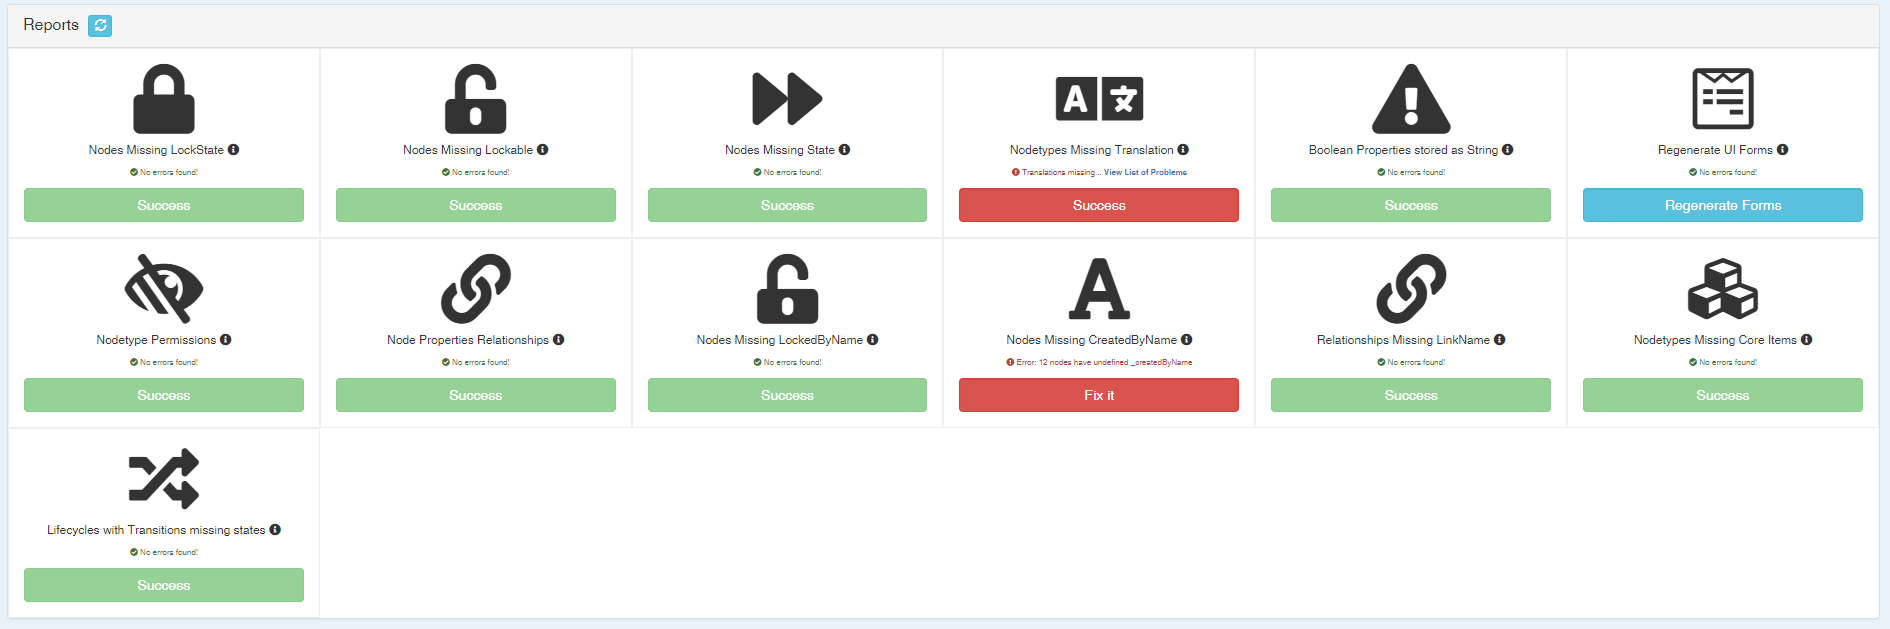 Reports
Nodes Missing LockState
No errors found!
Success
Nodes Missing Lockable
No errors found!
Success
Nodes Missing State
No errors found!
Success
A 文
Nodetypes Missing Translation
Translations missing... View List of Problems
Success
Boolean Properties stored as String
No errors found!
Success
Regenerate UI Forms
No errors found!
Regenerate Forms
Nodetype Permissions
No errors found!
Success
Node Properties Relationships
No errors found!
Success
Nodes Missing LockedByName
No errors found!
Success
A
Nodes Missing CreatedByName
Error: 12 nodes have undefined _createdByName
Fix it
Relationships Missing LinkName
No errors found!
Success
Nodetypes Missing Core Items
No errors found!
Success
Lifecycles with Transitions missing states
No errors found!
Success